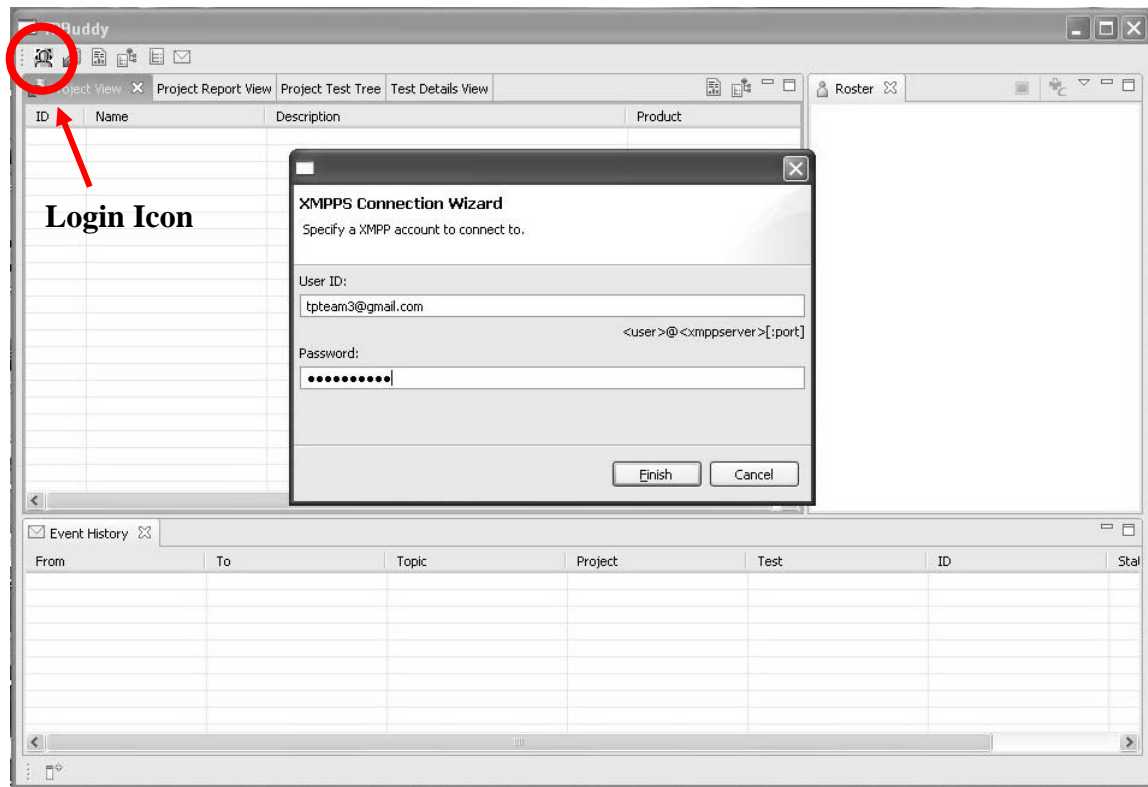 TPBuddy
Project View Project Report View Project Test Tree Test Details View
Roster
ID Name Description Product
Login Icon
XMPPS Connection Wizard
Specify a XMPP account to connect to.
User ID:
tpteam3@gmail.com
<user>@<xmppserver>[:port]
Password:
••••••••••
Finish Cancel
Event History
From To Topic Project Test ID Stat